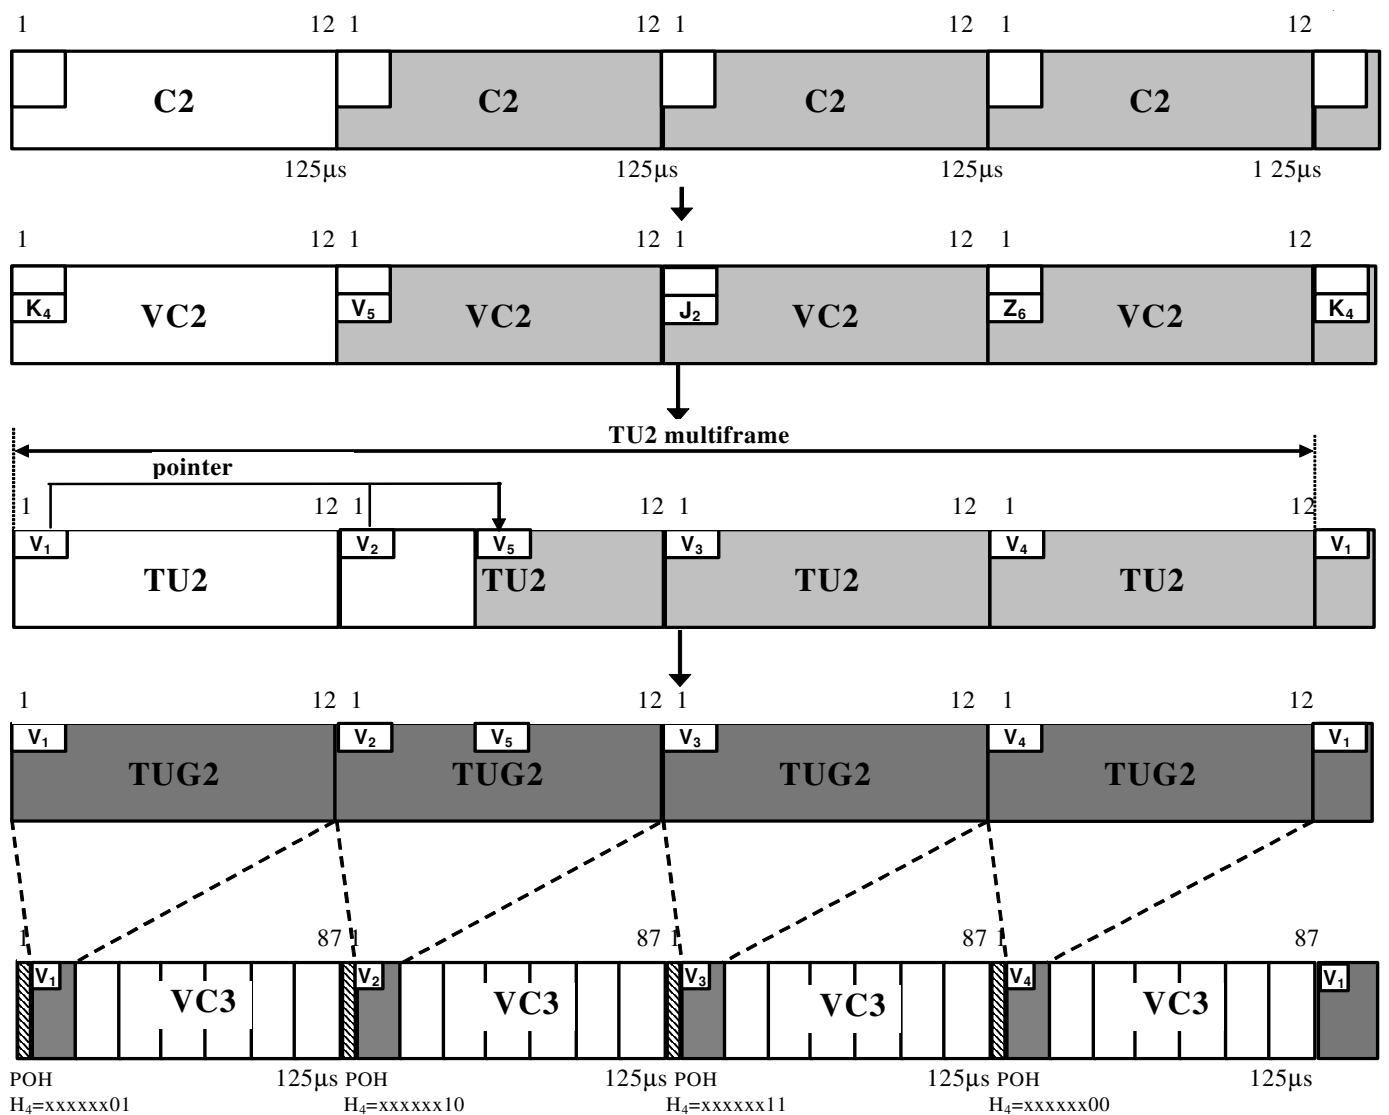 1 12 1 12 1 12 1 12
C2 C2 C2 C2
125µs 125µs 125µs 1 25µs
1 12 1 12 1 12 1 12
K4 V5 J2 Z6 K4
VC2 VC2 VC2 VC2
TU2 multiframe
pointer
1 12 1 12 1 12 1 12
V1 V2 V5 V3 V4 V1
TU2 TU2 TU2 TU2
1 12 1 12 1 12 1 12
V1 V2 V5 V3 V4 V1
TUG2 TUG2 TUG2 TUG2
1 87 1 87 1 87 1 87
V1 V2 V3 V4 V1
VC3 VC3 VC3 VC3
POH 125µs POH 125µs POH 125µs POH 125µs
H4=xxxxxx01 H4=xxxxxx10 H4=xxxxxx11 H4=xxxxxx00